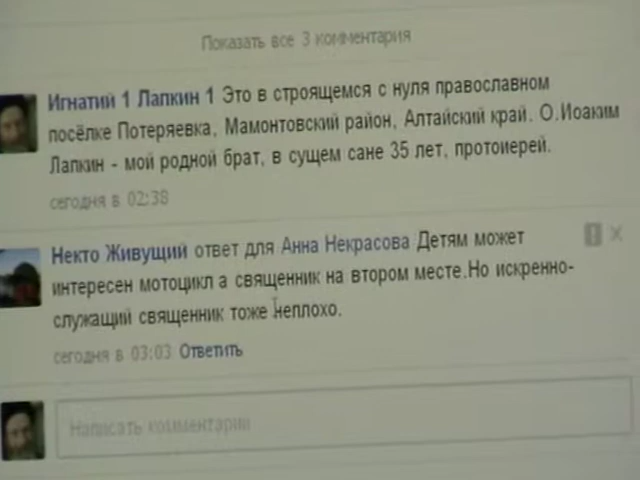 Показать все 3 комментария
Игнатий 1 Лапкин 1 Это в строящемся с нуля православном
посёлке Потеряевка, Мамонтовский район, Алтайский край. О.Иоаким
Лапкин - мой родной брат, в сущем сане 35 лет, протоиерей.
сегодня в 02:38
Некто Живущий ответ для Анна Некрасова Детям может
интересен мотоцикл а священник на втором месте.Но искренно-
служащий священник тоже неплохо.
сегодня в 03:03 Ответить
Написать комментарий